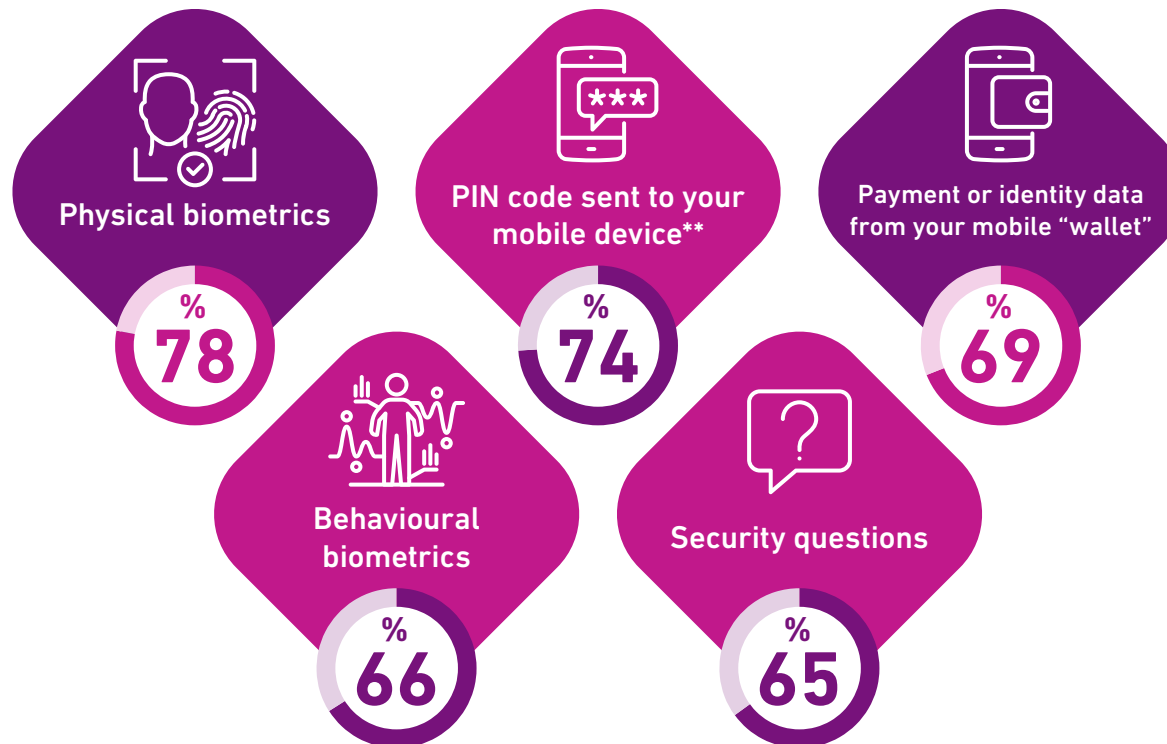 Physical biometrics
%
78
PIN code sent to your
mobile device**
%
74
Payment or identity data
from your mobile “wallet”
%
69
Behavioural
biometrics
%
66
Security questions
%
65